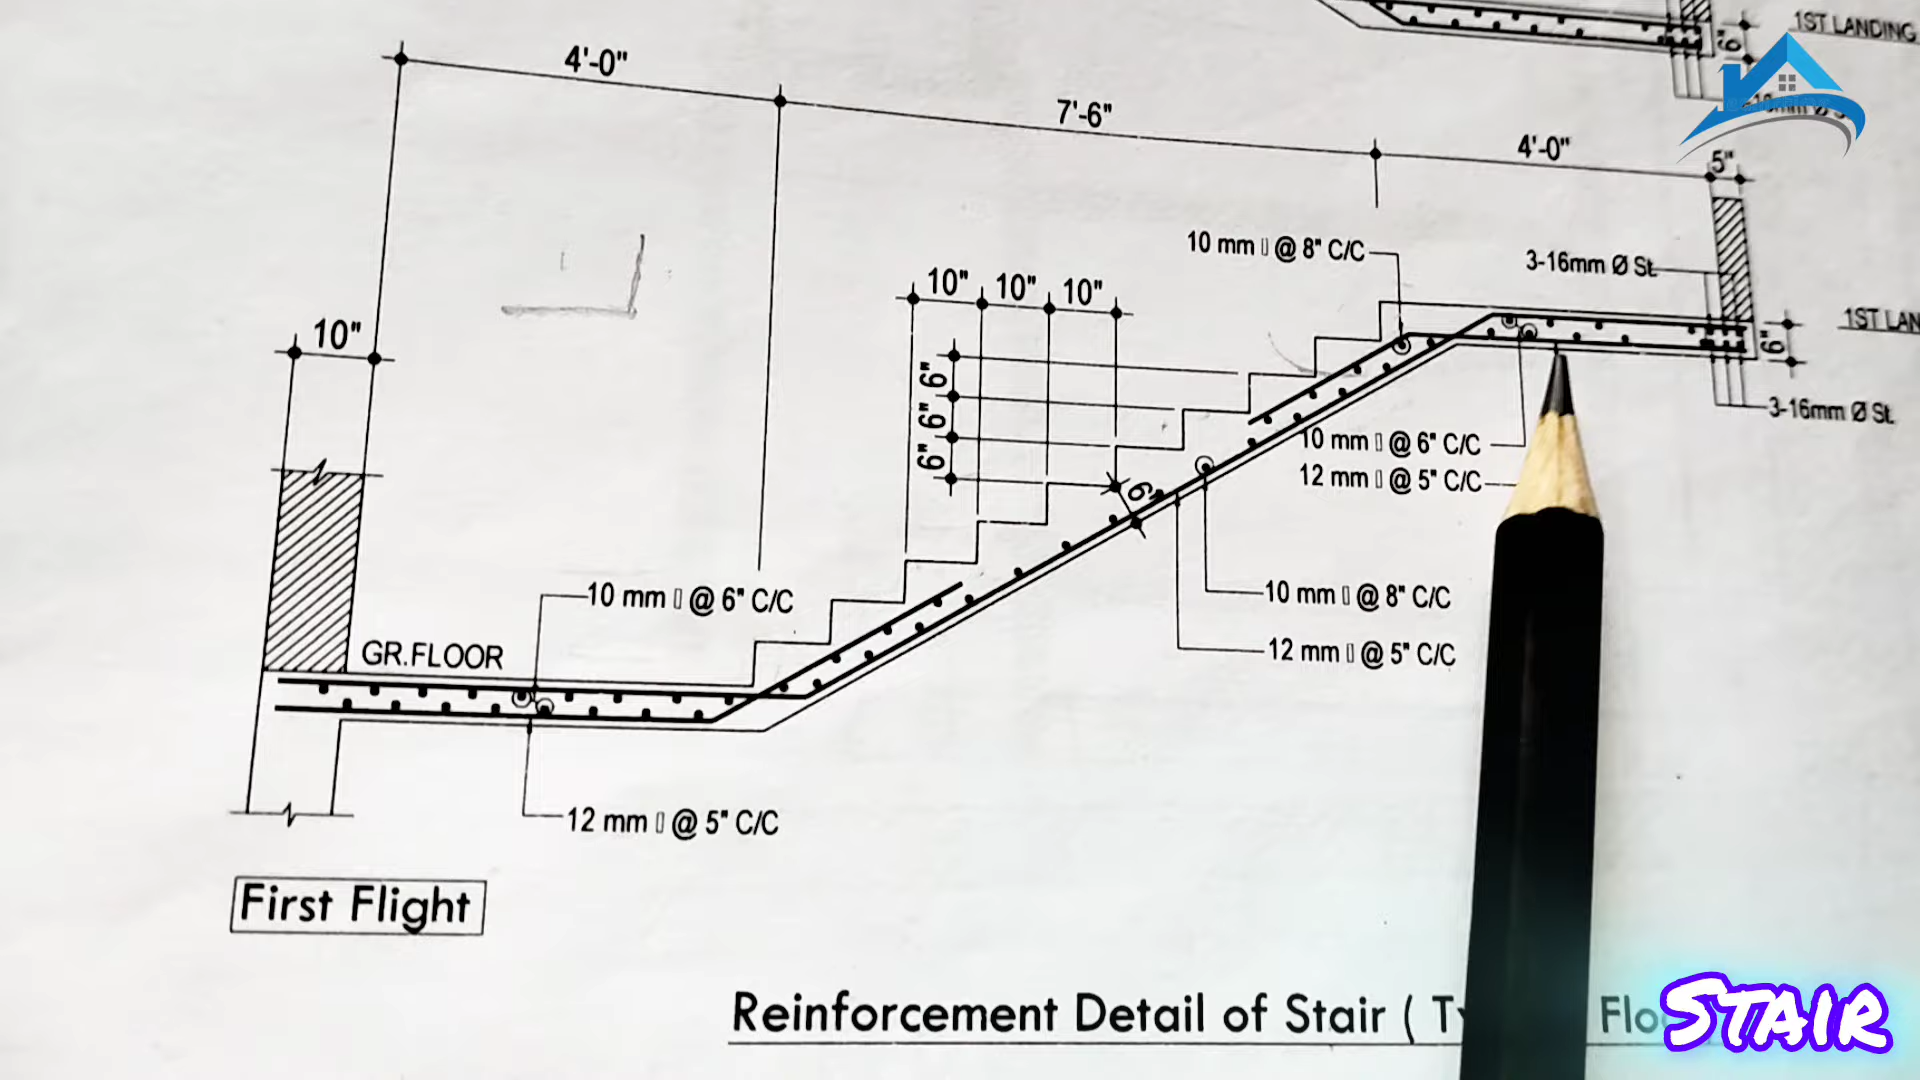 1ST LANDING
4'-0"
7'-6"
4'-0"
5"
6"
10 mm ▯ @ 8" C/C
3-16mm Ø St.
10" 10" 10"
10"
6" 6" 6"
6"
1ST LAN
6"
3-16mm Ø St.
10 mm ▯ @ 6" C/C
12 mm ▯ @ 5" C/C
10 mm ▯ @ 6" C/C
10 mm ▯ @ 8" C/C
12 mm ▯ @ 5" C/C
GR.FLOOR
12 mm ▯ @ 5" C/C
First Flight
Reinforcement Detail of Stair ( Ty Flo
STAIR